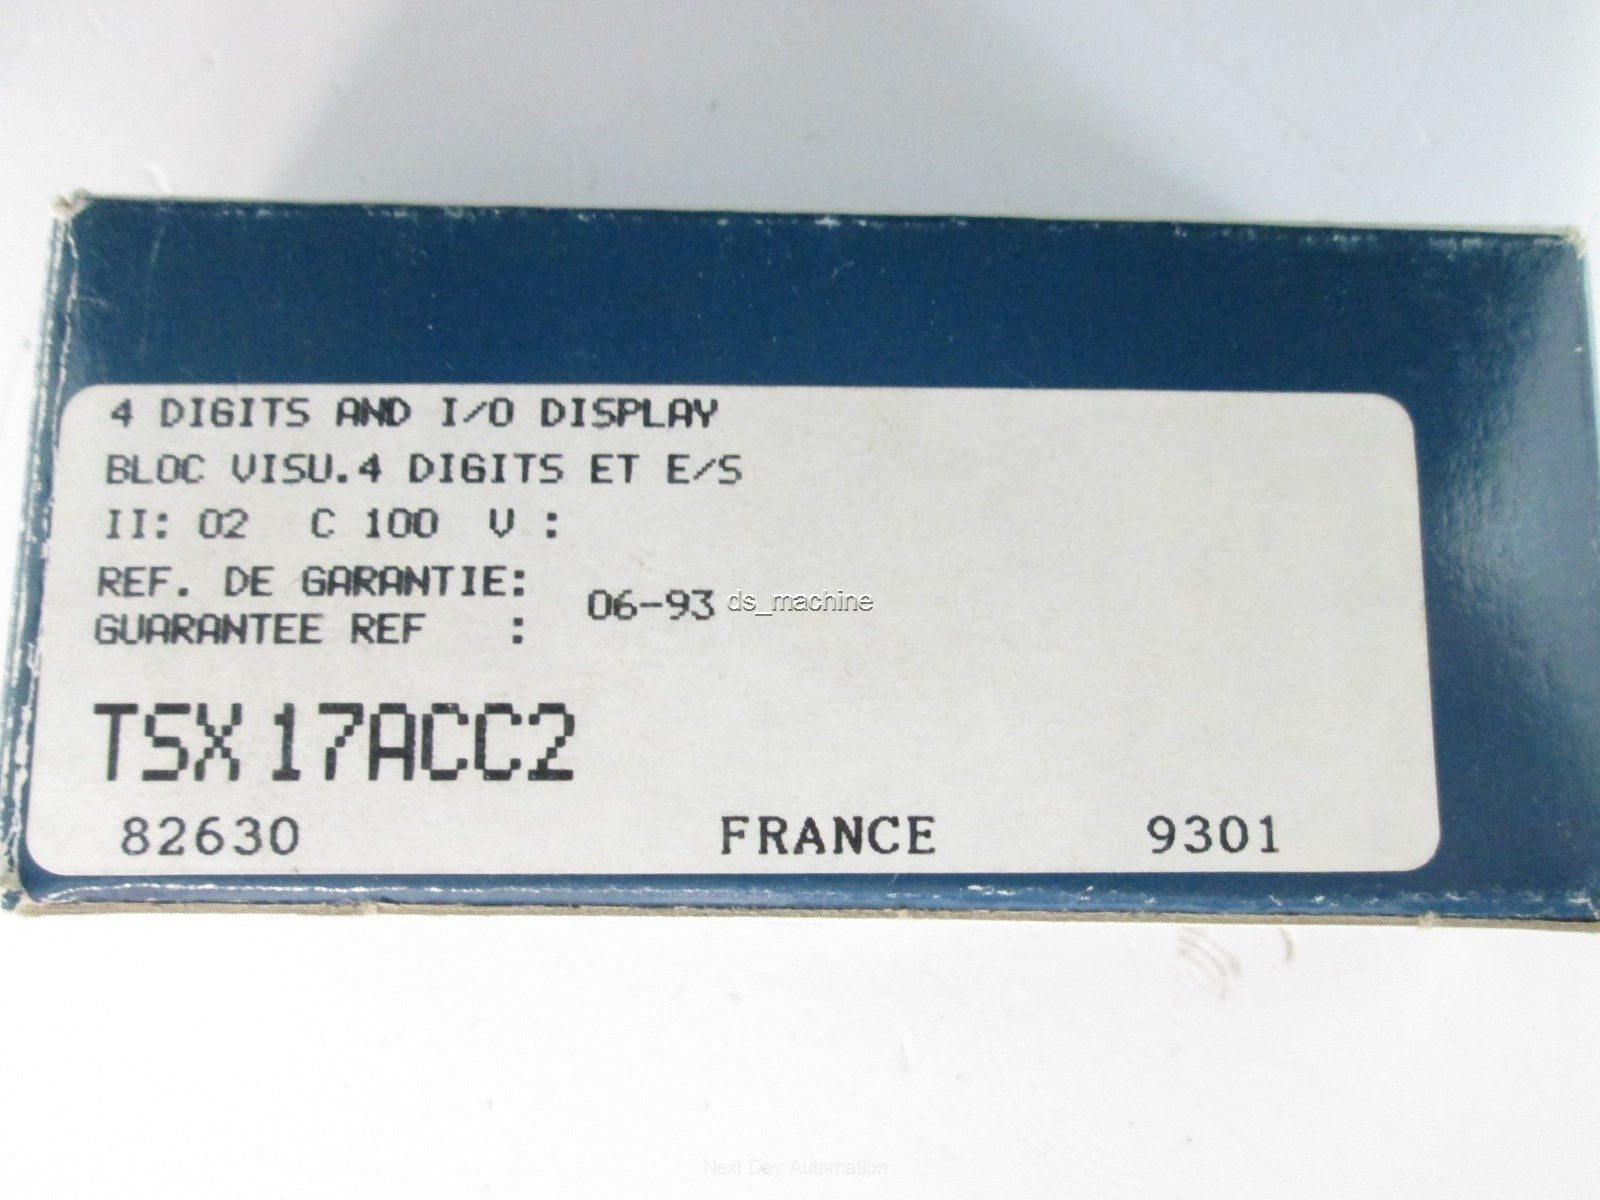 4 DIGITS AND I/O DISPLAY
BLOC VISU.4 DIGITS ET E/S
II: 02 C 100 V :
REF. DE GARANTIE:
06-93 ds_machine
GUARANTEE REF :
TSX 17ACC2
82630 FRANCE 9301
Next Day Automation